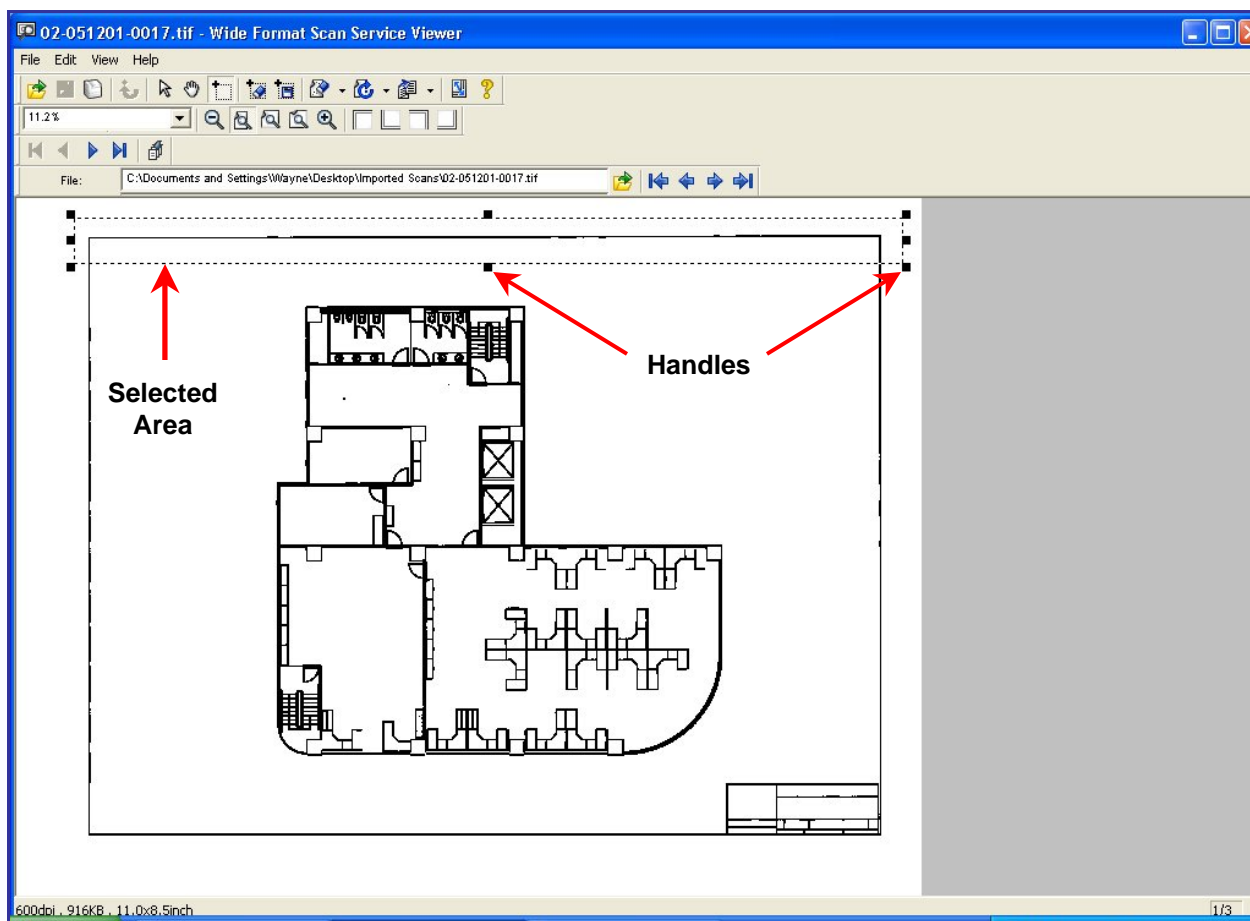 02-051201-0017.tif - Wide Format Scan Service Viewer
File Edit View Help
11.2%
File: C:\Documents and Settings\Wayne\Desktop\Imported Scans\02-051201-0017.tif
Handles
Selected
Area
600dpi , 916KB , 11.0x8.5inch 1/3